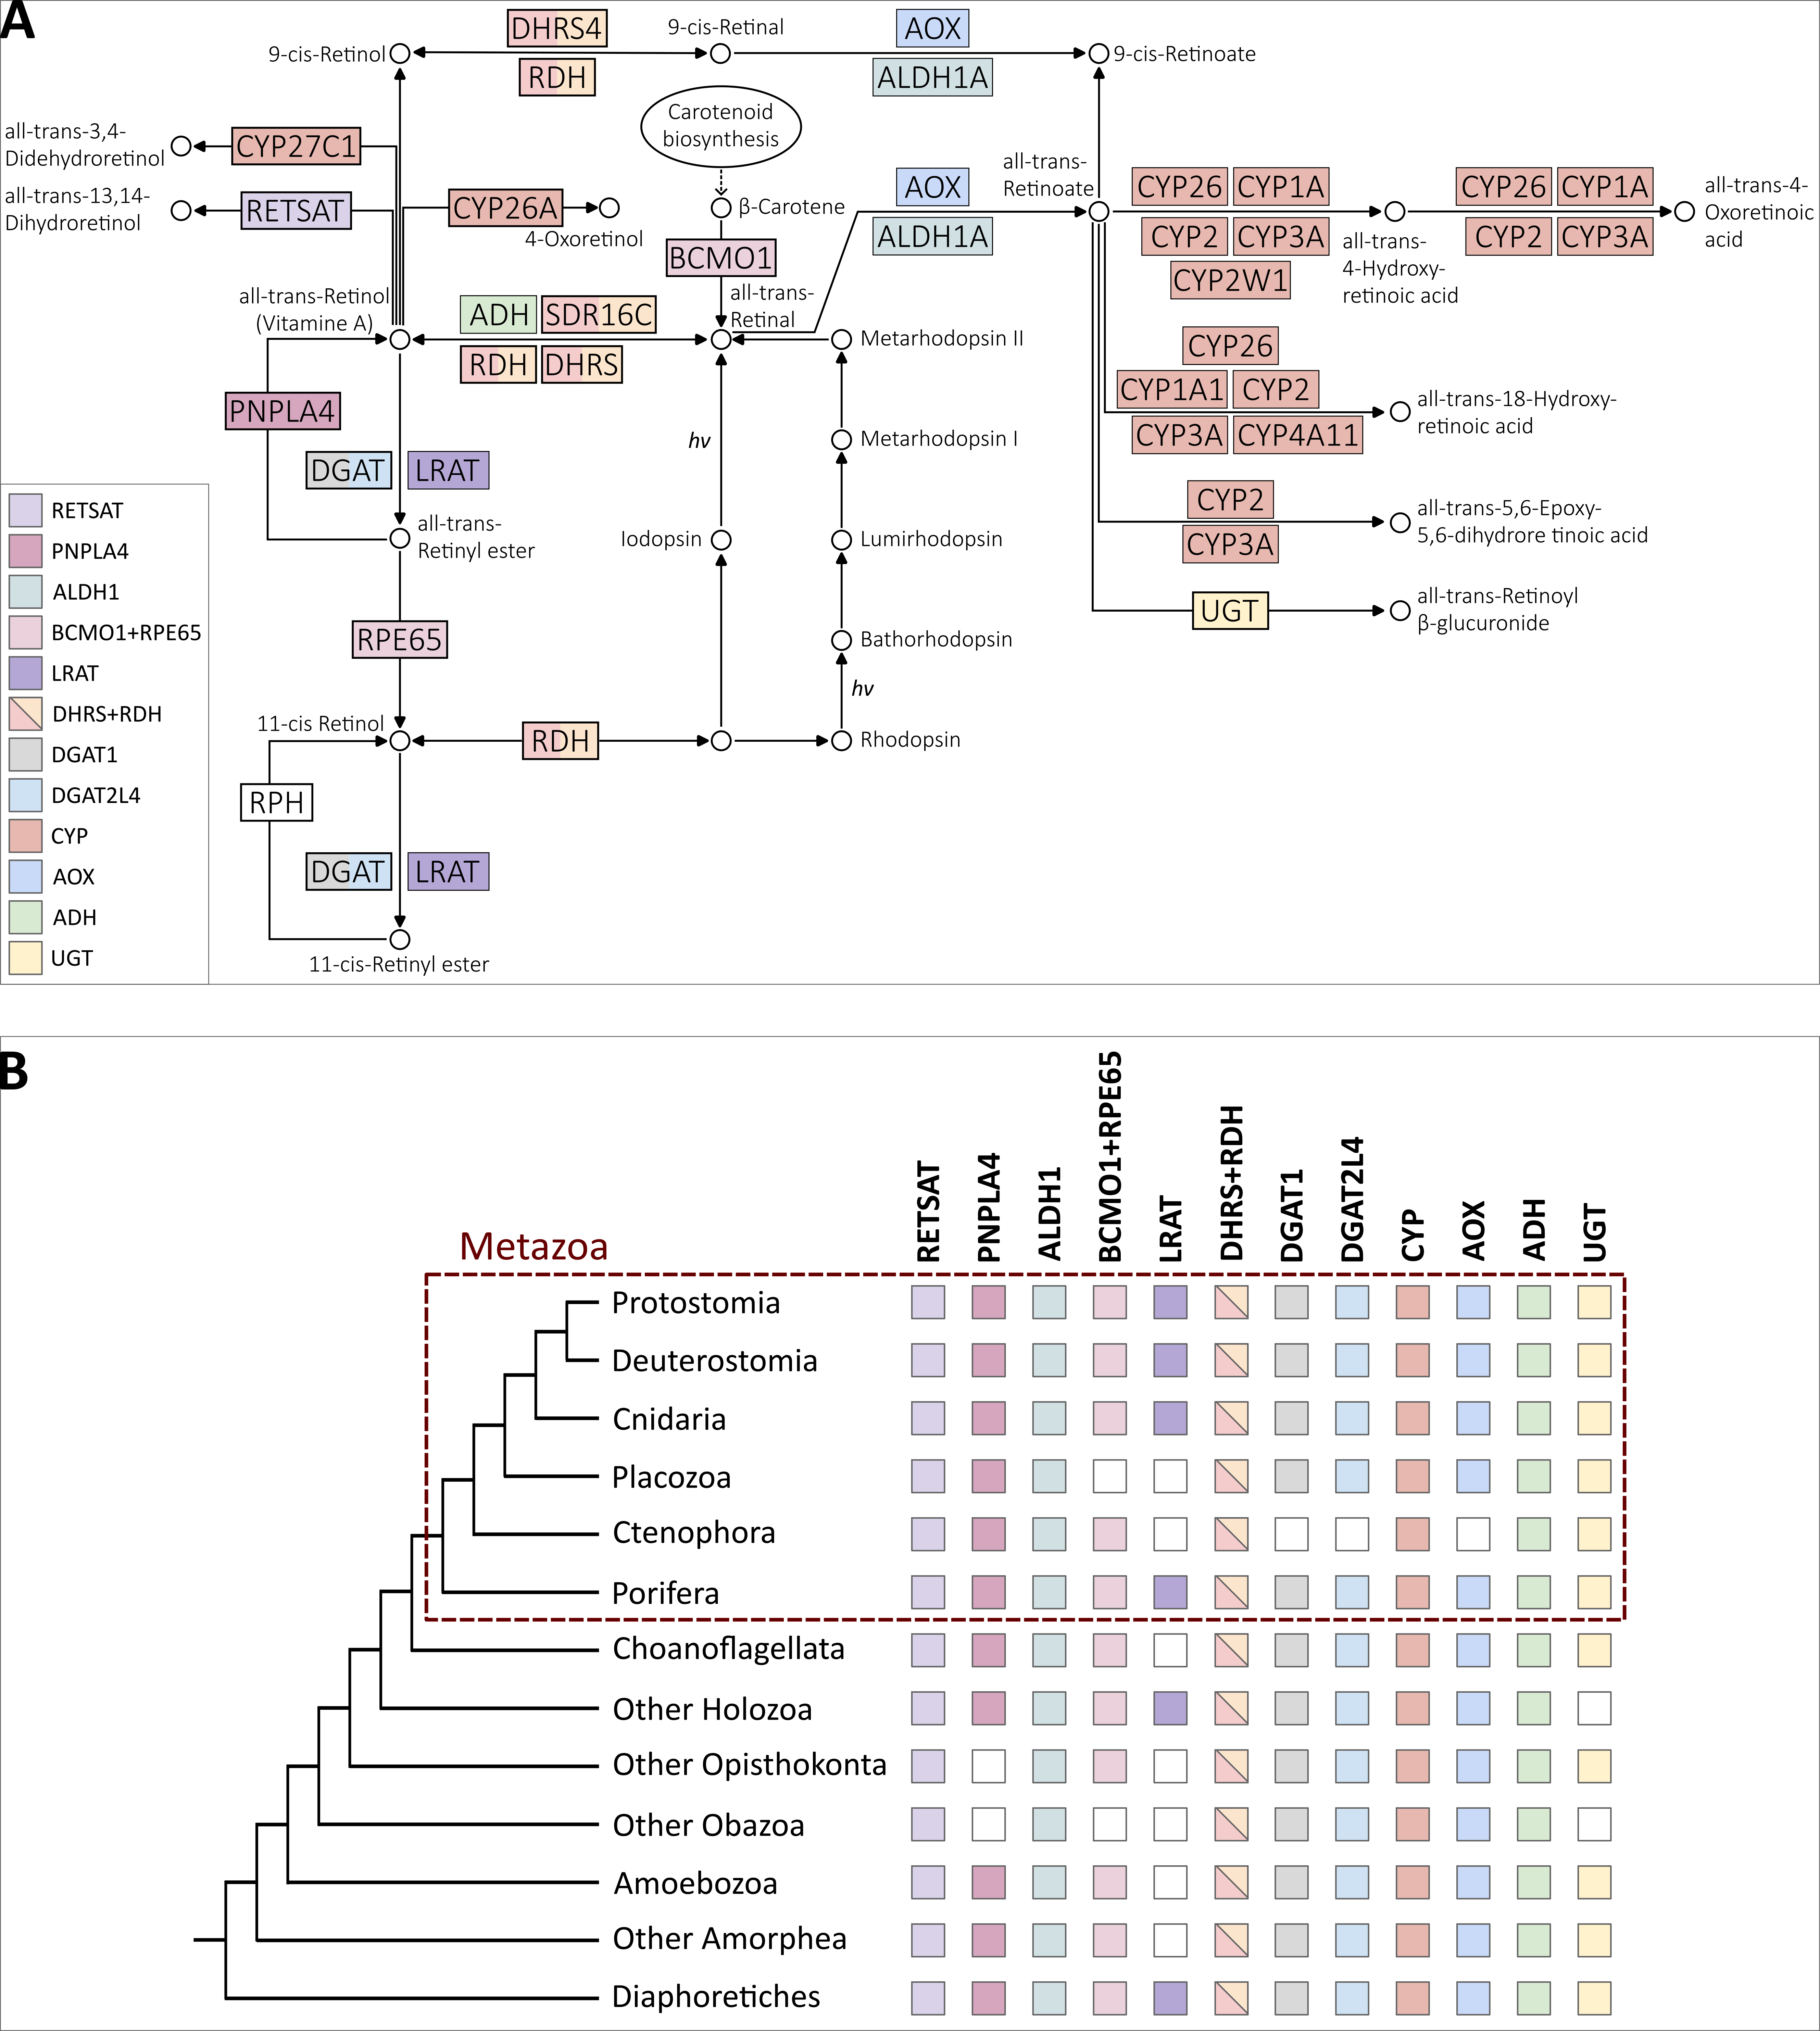 A
9-cis-Retinol
DHRS4
RDH
9-cis-Retinal
AOX
ALDH1A
9-cis-Retinoate
Carotenoid
biosynthesis
all-trans-3,4-
Didehydroretinol
CYP27C1
all-trans-13,14-
Dihydroretinol
RETSAT
CYP26A
4-Oxoretinol
β-Carotene
BCMO1
all-trans-
Retinal
AOX
ALDH1A
all-trans-
Retinoate
CYP26 CYP1A
CYP2 CYP3A
CYP2W1
all-trans-
4-Hydroxy-
retinoic acid
CYP26 CYP1A
CYP2 CYP3A
all-trans-4-
Oxoretinoic
acid
all-trans-Retinol
(Vitamine A)
ADH SDR16C
RDH DHRS
Metarhodopsin II
CYP26
CYP1A1 CYP2
CYP3A CYP4A11
all-trans-18-Hydroxy-
retinoic acid
PNPLA4
DGAT LRAT
hv
Metarhodopsin I
all-trans-
Retinyl ester
Iodopsin
Lumirhodopsin
CYP2
CYP3A
all-trans-5,6-Epoxy-
5,6-dihydrore tinoic acid
UGT
all-trans-Retinoyl
β-glucuronide
RPE65
Bathorhodopsin
hv
11-cis Retinol
RDH
Rhodopsin
RPH
DGAT LRAT
11-cis-Retinyl ester
RETSAT
PNPLA4
ALDH1
BCMO1+RPE65
LRAT
DHRS+RDH
DGAT1
DGAT2L4
CYP
AOX
ADH
UGT
B
RETSAT
PNPLA4
ALDH1
BCMO1+RPE65
LRAT
DHRS+RDH
DGAT1
DGAT2L4
CYP
AOX
ADH
UGT
Metazoa
Protostomia
Deuterostomia
Cnidaria
Placozoa
Ctenophora
Porifera
Choanoflagellata
Other Holozoa
Other Opisthokonta
Other Obazoa
Amoebozoa
Other Amorphea
Diaphoretiches